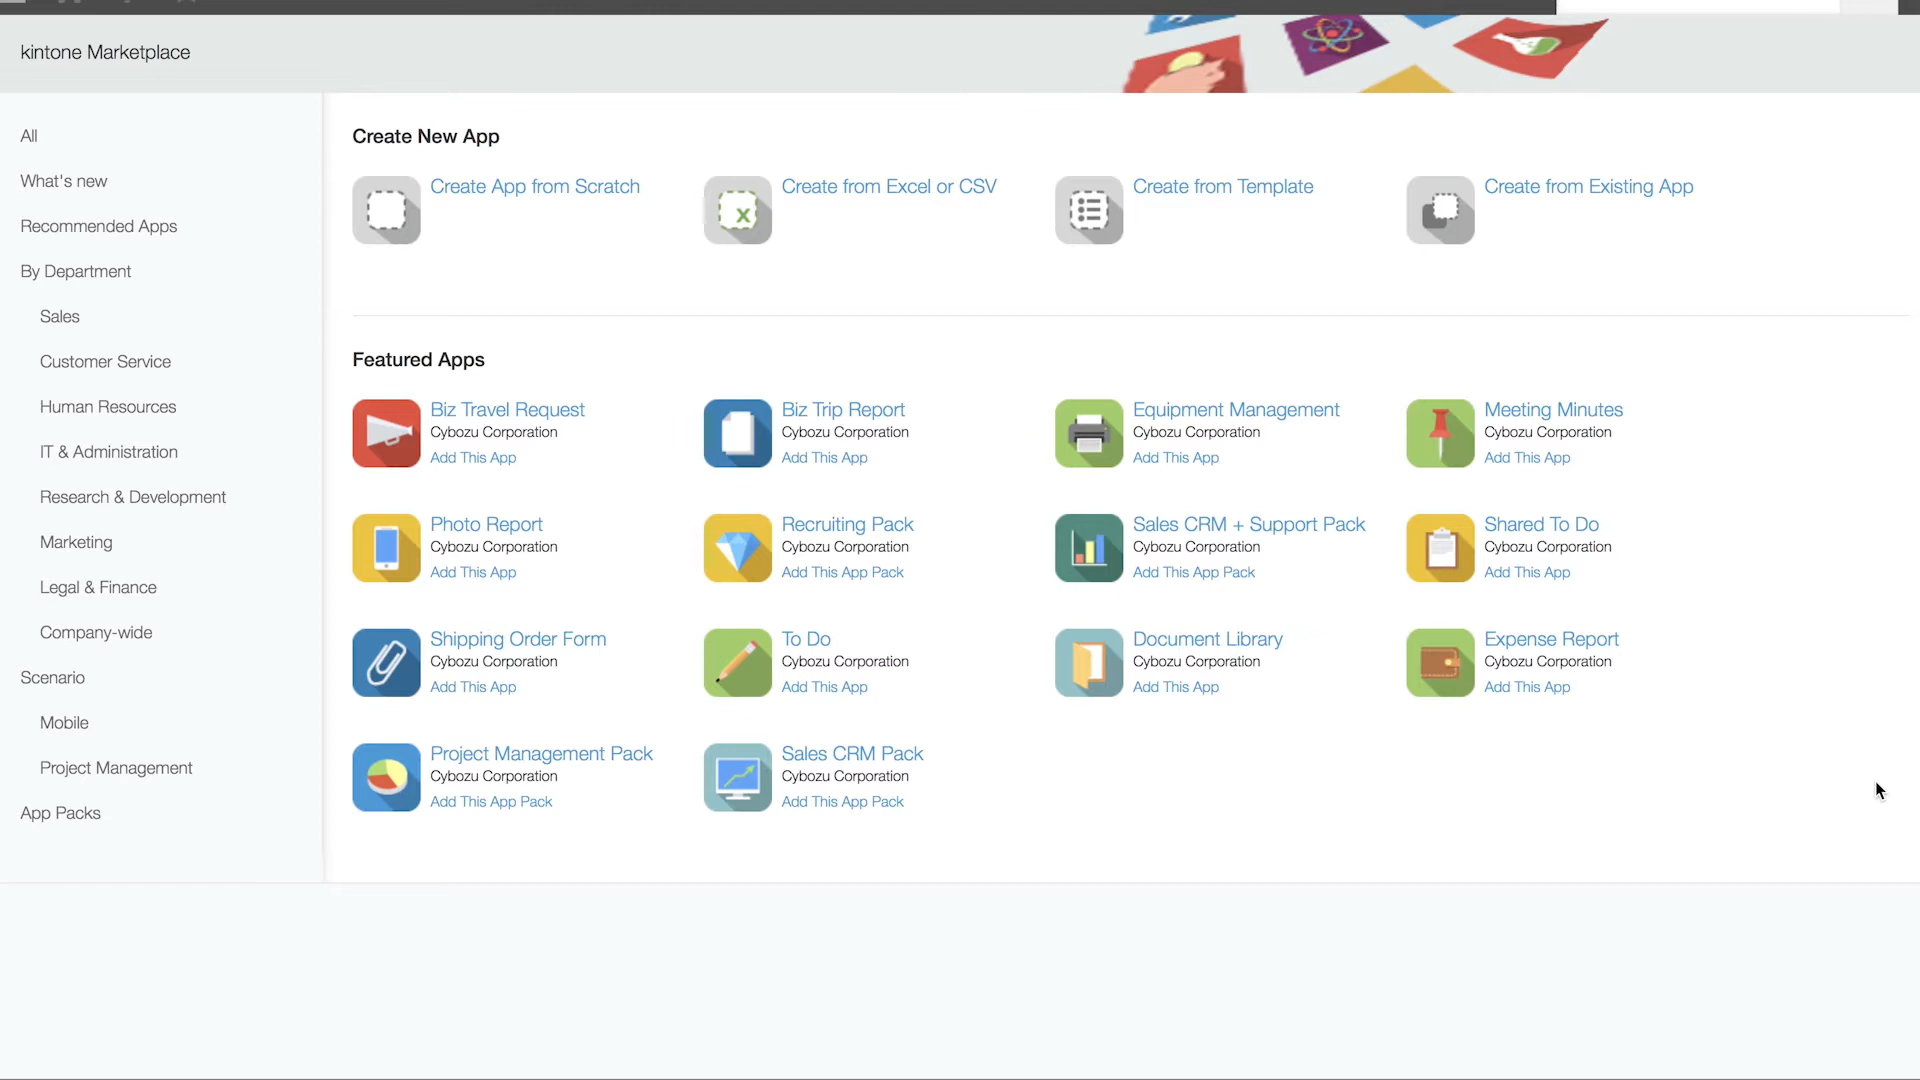 kintone Marketplace
All
What's new
Recommended Apps
By Department
Sales
Customer Service
Human Resources
IT & Administration
Research & Development
Marketing
Legal & Finance
Company-wide
Scenario
Mobile
Project Management
App Packs
Create New App
Create App from Scratch
Create from Excel or CSV
Create from Template
Create from Existing App
Featured Apps
Biz Travel Request
Cybozu Corporation
Add This App
Biz Trip Report
Cybozu Corporation
Add This App
Equipment Management
Cybozu Corporation
Add This App
Meeting Minutes
Cybozu Corporation
Add This App
Photo Report
Cybozu Corporation
Add This App
Recruiting Pack
Cybozu Corporation
Add This App Pack
Sales CRM + Support Pack
Cybozu Corporation
Add This App Pack
Shared To Do
Cybozu Corporation
Add This App
Shipping Order Form
Cybozu Corporation
Add This App
To Do
Cybozu Corporation
Add This App
Document Library
Cybozu Corporation
Add This App
Expense Report
Cybozu Corporation
Add This App
Project Management Pack
Cybozu Corporation
Add This App Pack
Sales CRM Pack
Cybozu Corporation
Add This App Pack